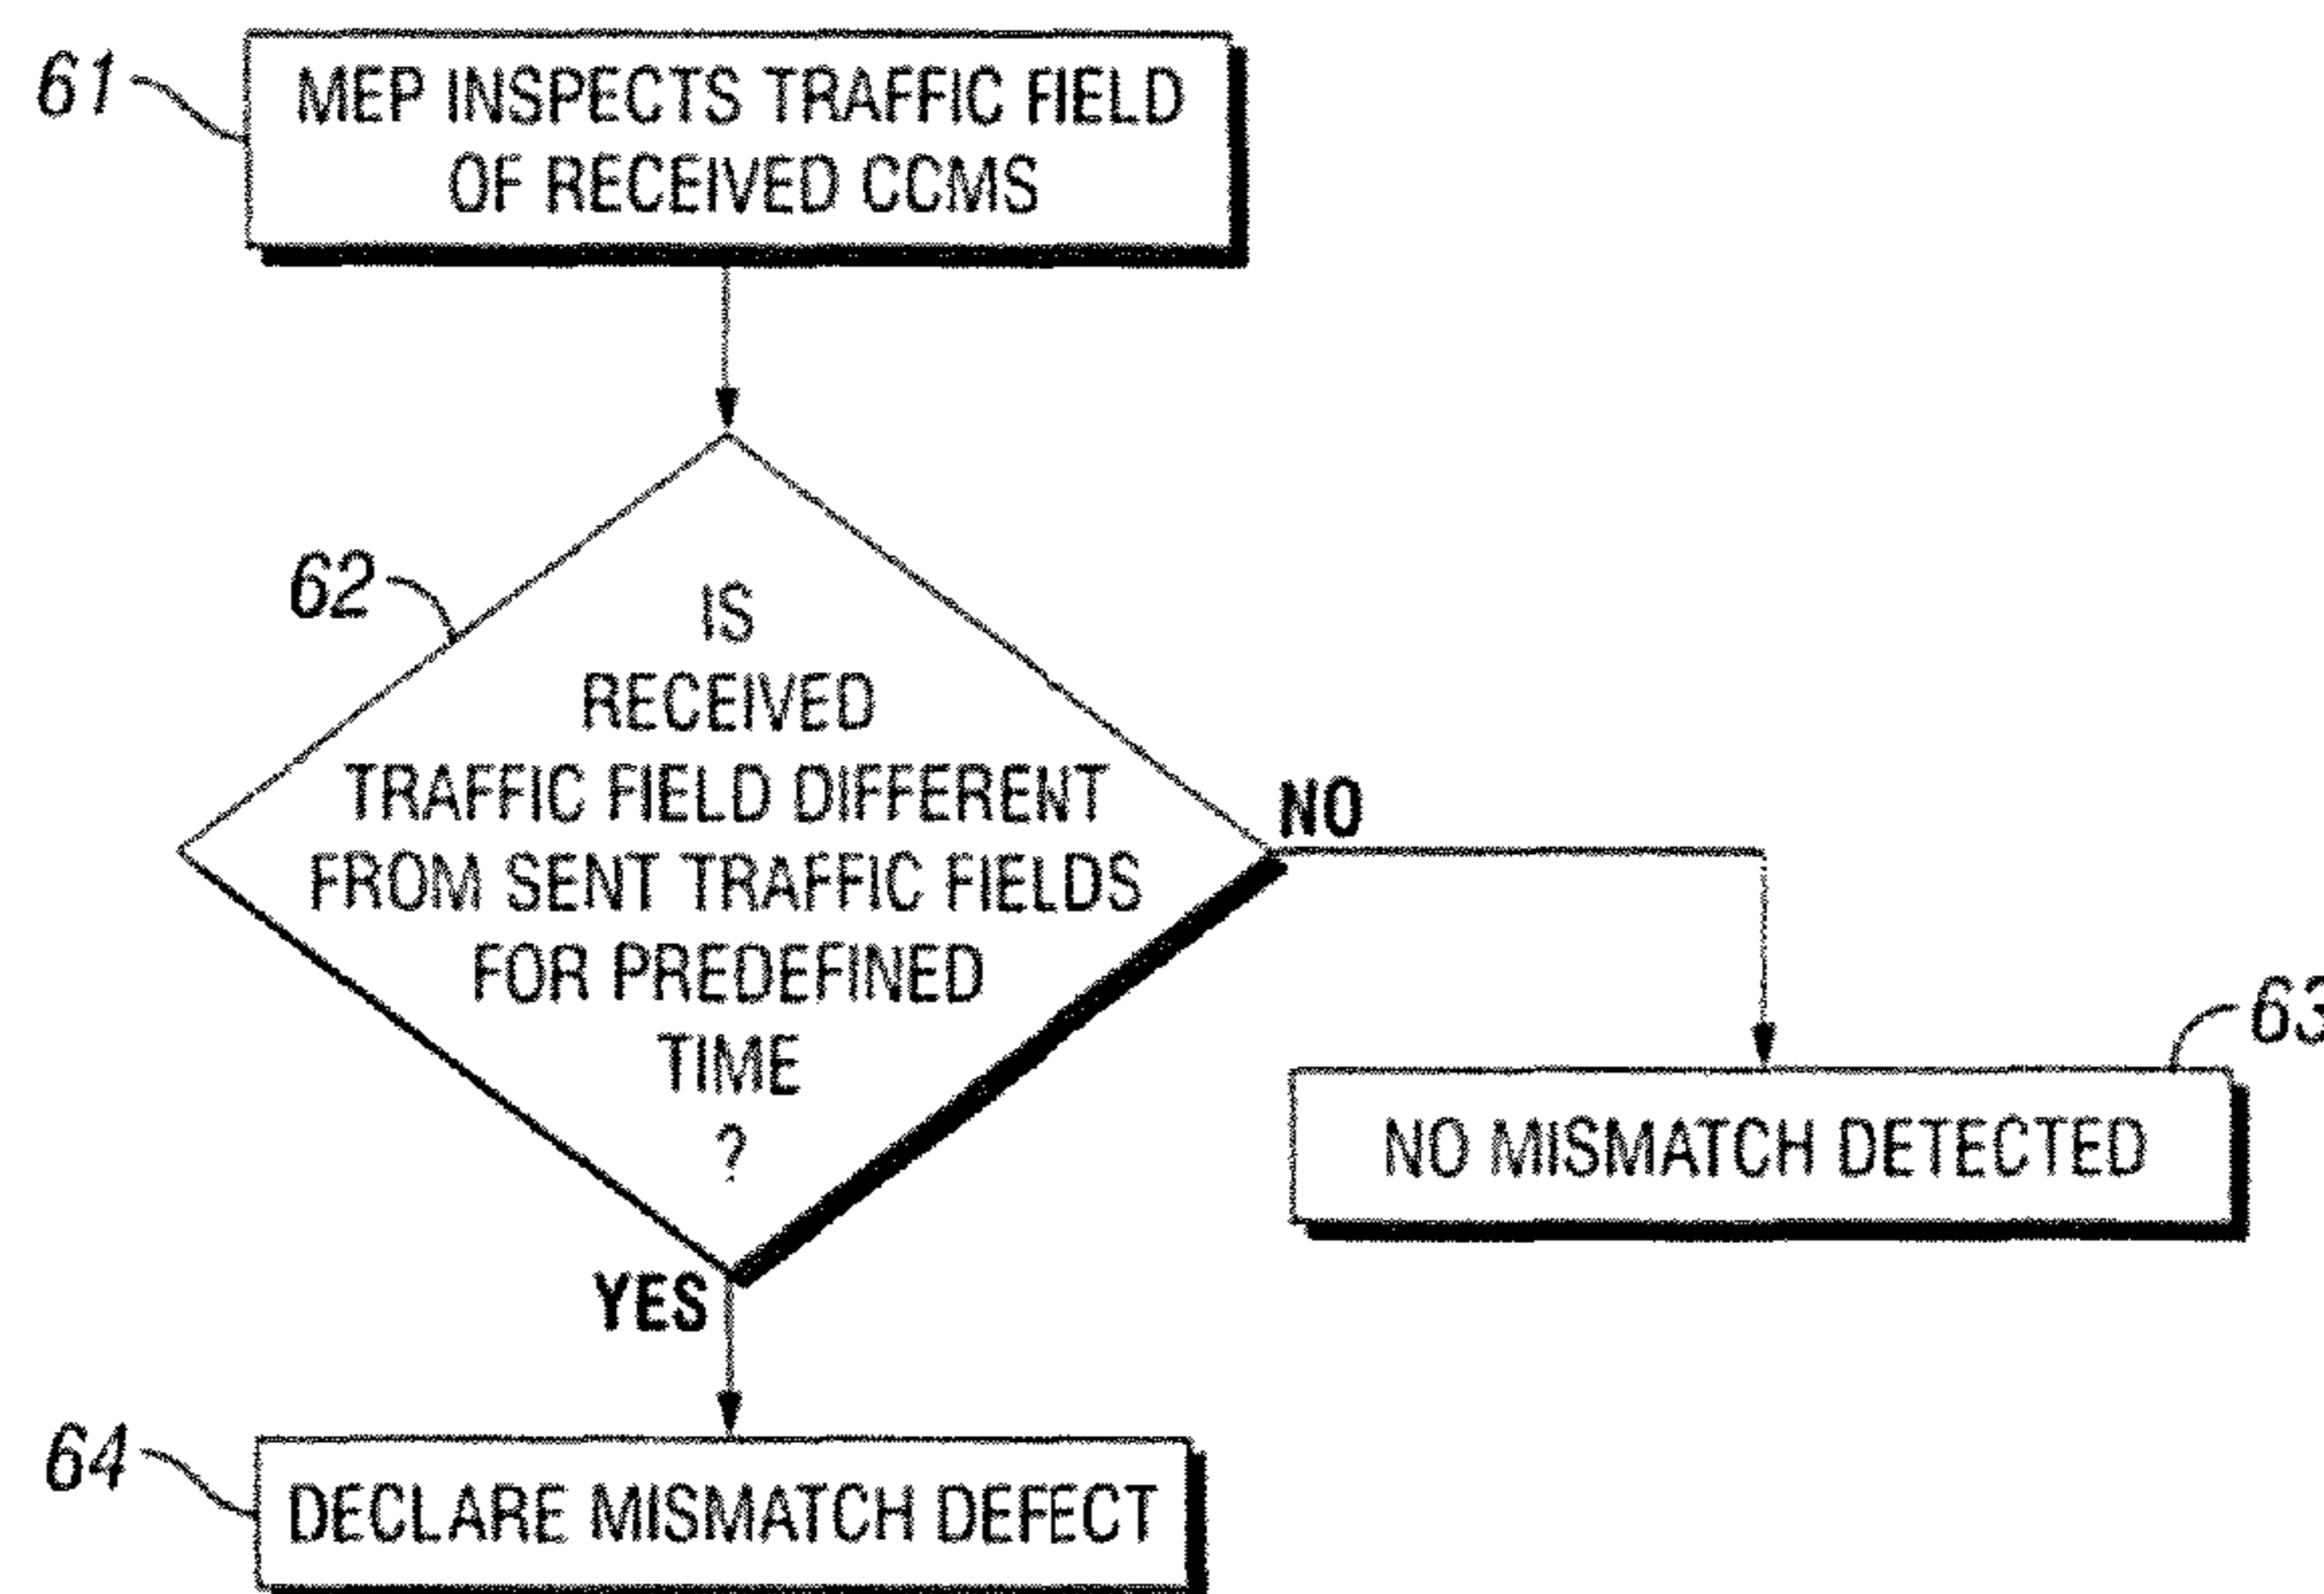 61
MEP INSPECTS TRAFFIC FIELD
OF RECEIVED CCMS
62
IS
RECEIVED
TRAFFIC FIELD DIFFERENT
FROM SENT TRAFFIC FIELDS
FOR PREDEFINED
TIME
?
NO
63
NO MISMATCH DETECTED
YES
64
DECLARE MISMATCH DEFECT